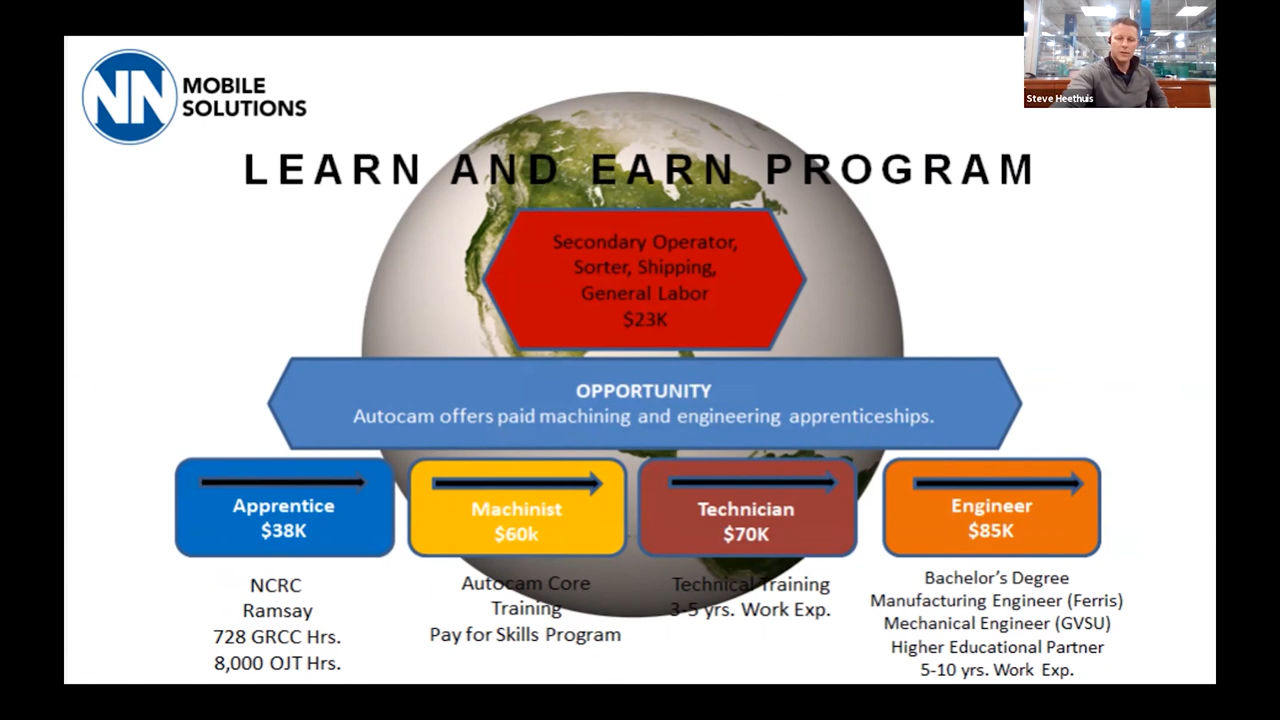 NN
MOBILE
SOLUTIONS
Steve Heethuis
LEARN AND EARN PROGRAM
Secondary Operator,
Sorter, Shipping,
General Labor
$23K
OPPORTUNITY
Autocam offers paid machining and engineering apprenticeships.
Apprentice
$38K
NCRC
Ramsay
728 GRCC Hrs.
8,000 OJT Hrs.
Machinist
$60k
Autocam Core
Training
Pay for Skills Program
Technician
$70K
Technical Training
3-5 yrs. Work Exp.
Engineer
$85K
Bachelor's Degree
Manufacturing Engineer (Ferris)
Mechanical Engineer (GVSU)
Higher Educational Partner
5-10 yrs. Work Exp.